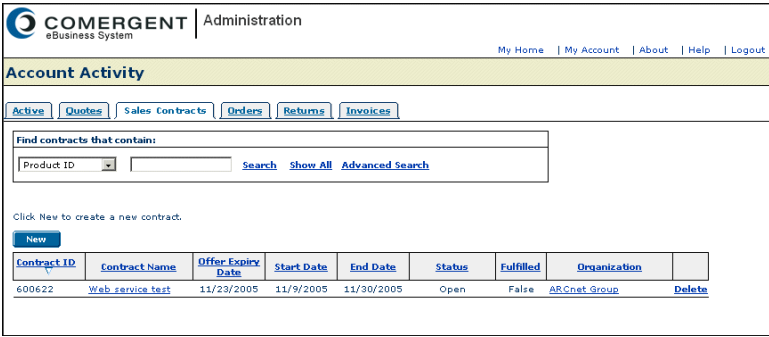 COMERGENT Administration
eBusiness System
My Home | My Account | About | Help | Logout
Account Activity
Active Quotes Sales Contracts Orders Returns Invoices
Find contracts that contain:
Product ID Search Show All Advanced Search
Click New to create a new contract.
New
Contract ID Contract Name Offer Expiry Date Start Date End Date Status Fulfilled Organization
600622 Web service test 11/23/2005 11/9/2005 11/30/2005 Open False ARCnet Group Delete